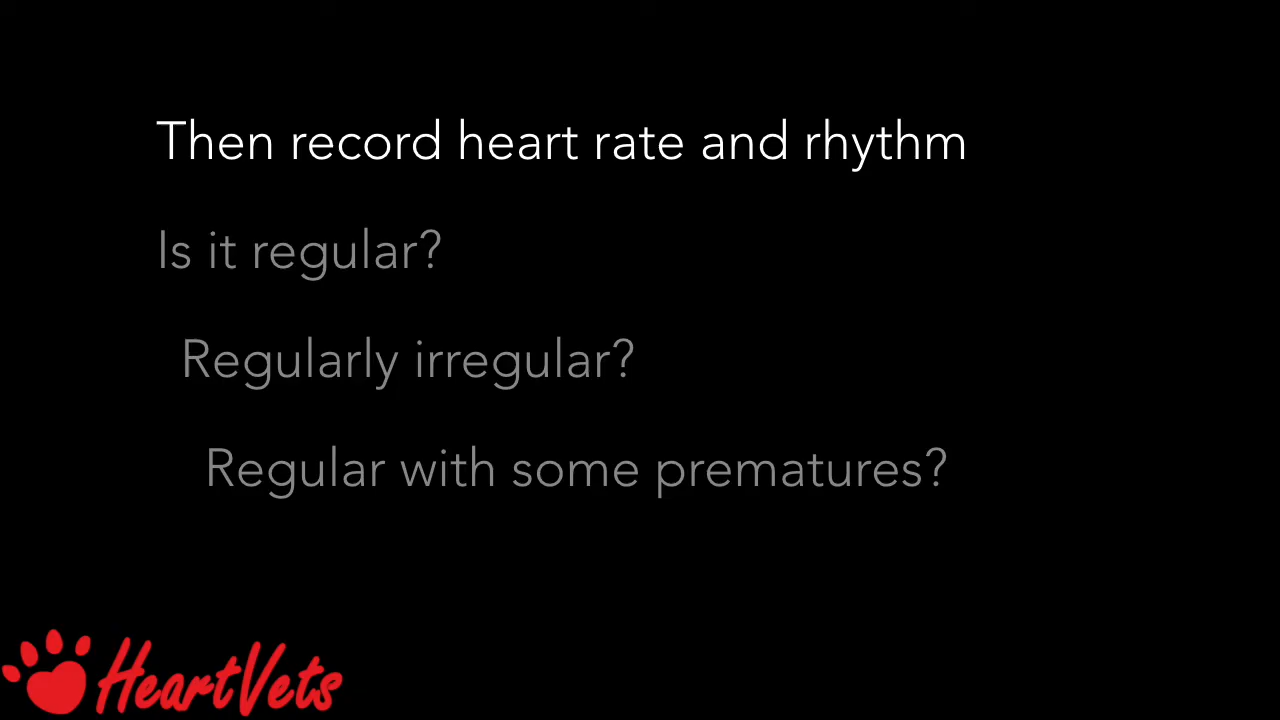 Then record heart rate and rhythm
Is it regular?
Regularly irregular?
Regular with some prematures?
HeartVets